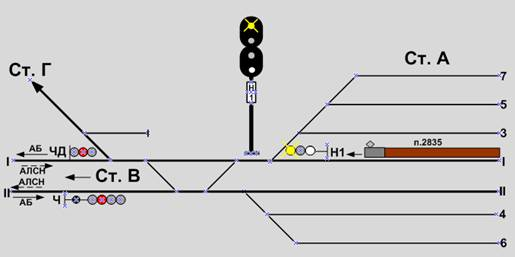 Ст. Г
Ст. А
7
5
3
Н
1
АБ
ЧД
I
Н1
п.2835
I
I
АЛСН
АЛСН
Ст. В
II
II
АБ
Ч
4
6